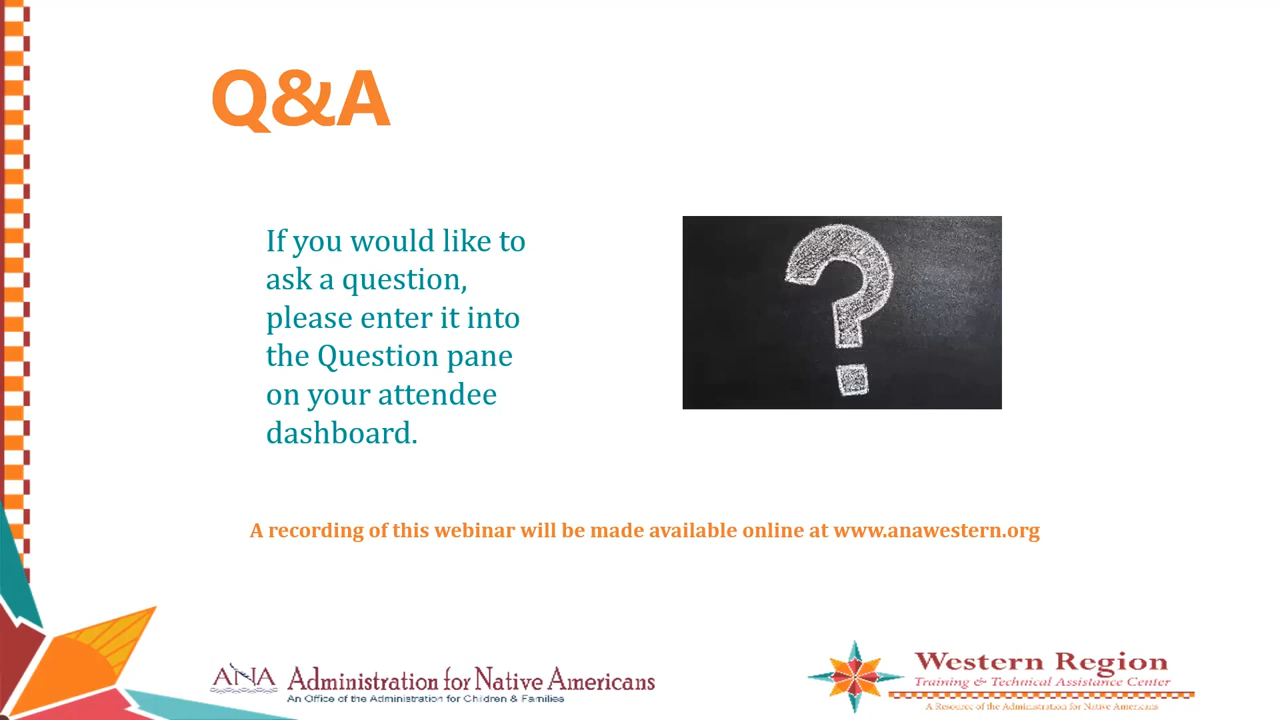 Q&A
If you would like to
ask a question,
please enter it into
the Question pane
on your attendee
dashboard.
?
A recording of this webinar will be made available online at www.anawestern.org
ANA Administration for Native Americans
An Office of the Administration for Children & Families
Western Region
Training & Technical Assistance Center
A Resource of the Administration for Native Americans